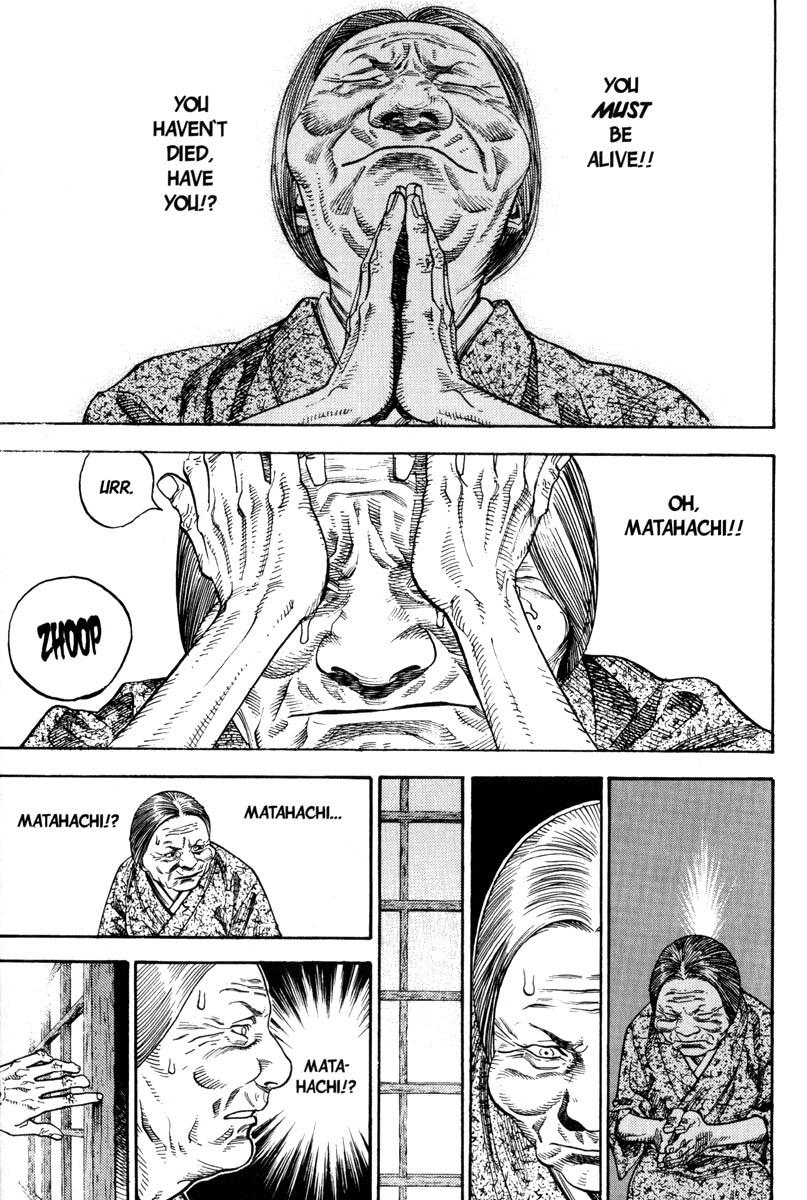 YOU
MUST
BE
ALIVE!!
YOU
HAVEN'T
DIED,
HAVE
YOU!?
OH,
MATAHACHI!!
URR.
ZHOOP
MATAHACHI...
MATAHACHI!?
MATA-
HACHI!?